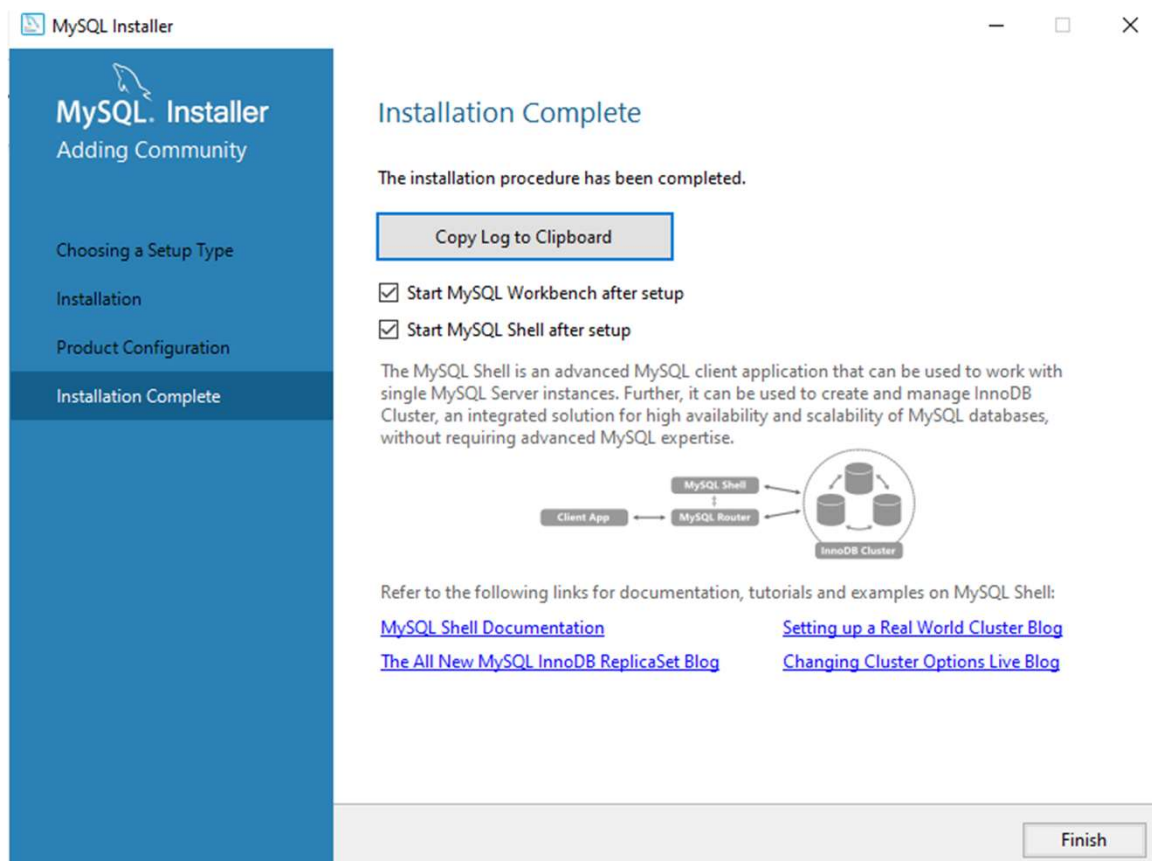 MySQL Installer
MySQL. Installer
Adding Community
Choosing a Setup Type
Installation
Product Configuration
Installation Complete
Installation Complete
The installation procedure has been completed.
Copy Log to Clipboard
Start MySQL Workbench after setup
Start MySQL Shell after setup
The MySQL Shell is an advanced MySQL client application that can be used to work with
single MySQL Server instances. Further, it can be used to create and manage InnoDB
Cluster, an integrated solution for high availability and scalability of MySQL databases,
without requiring advanced MySQL expertise.
MySQL Shell
Client App
MySQL Router
InnoDB Cluster
Refer to the following links for documentation, tutorials and examples on MySQL Shell:
MySQL Shell Documentation
Setting up a Real World Cluster Blog
The All New MySQL InnoDB ReplicaSet Blog
Changing Cluster Options Live Blog
Finish